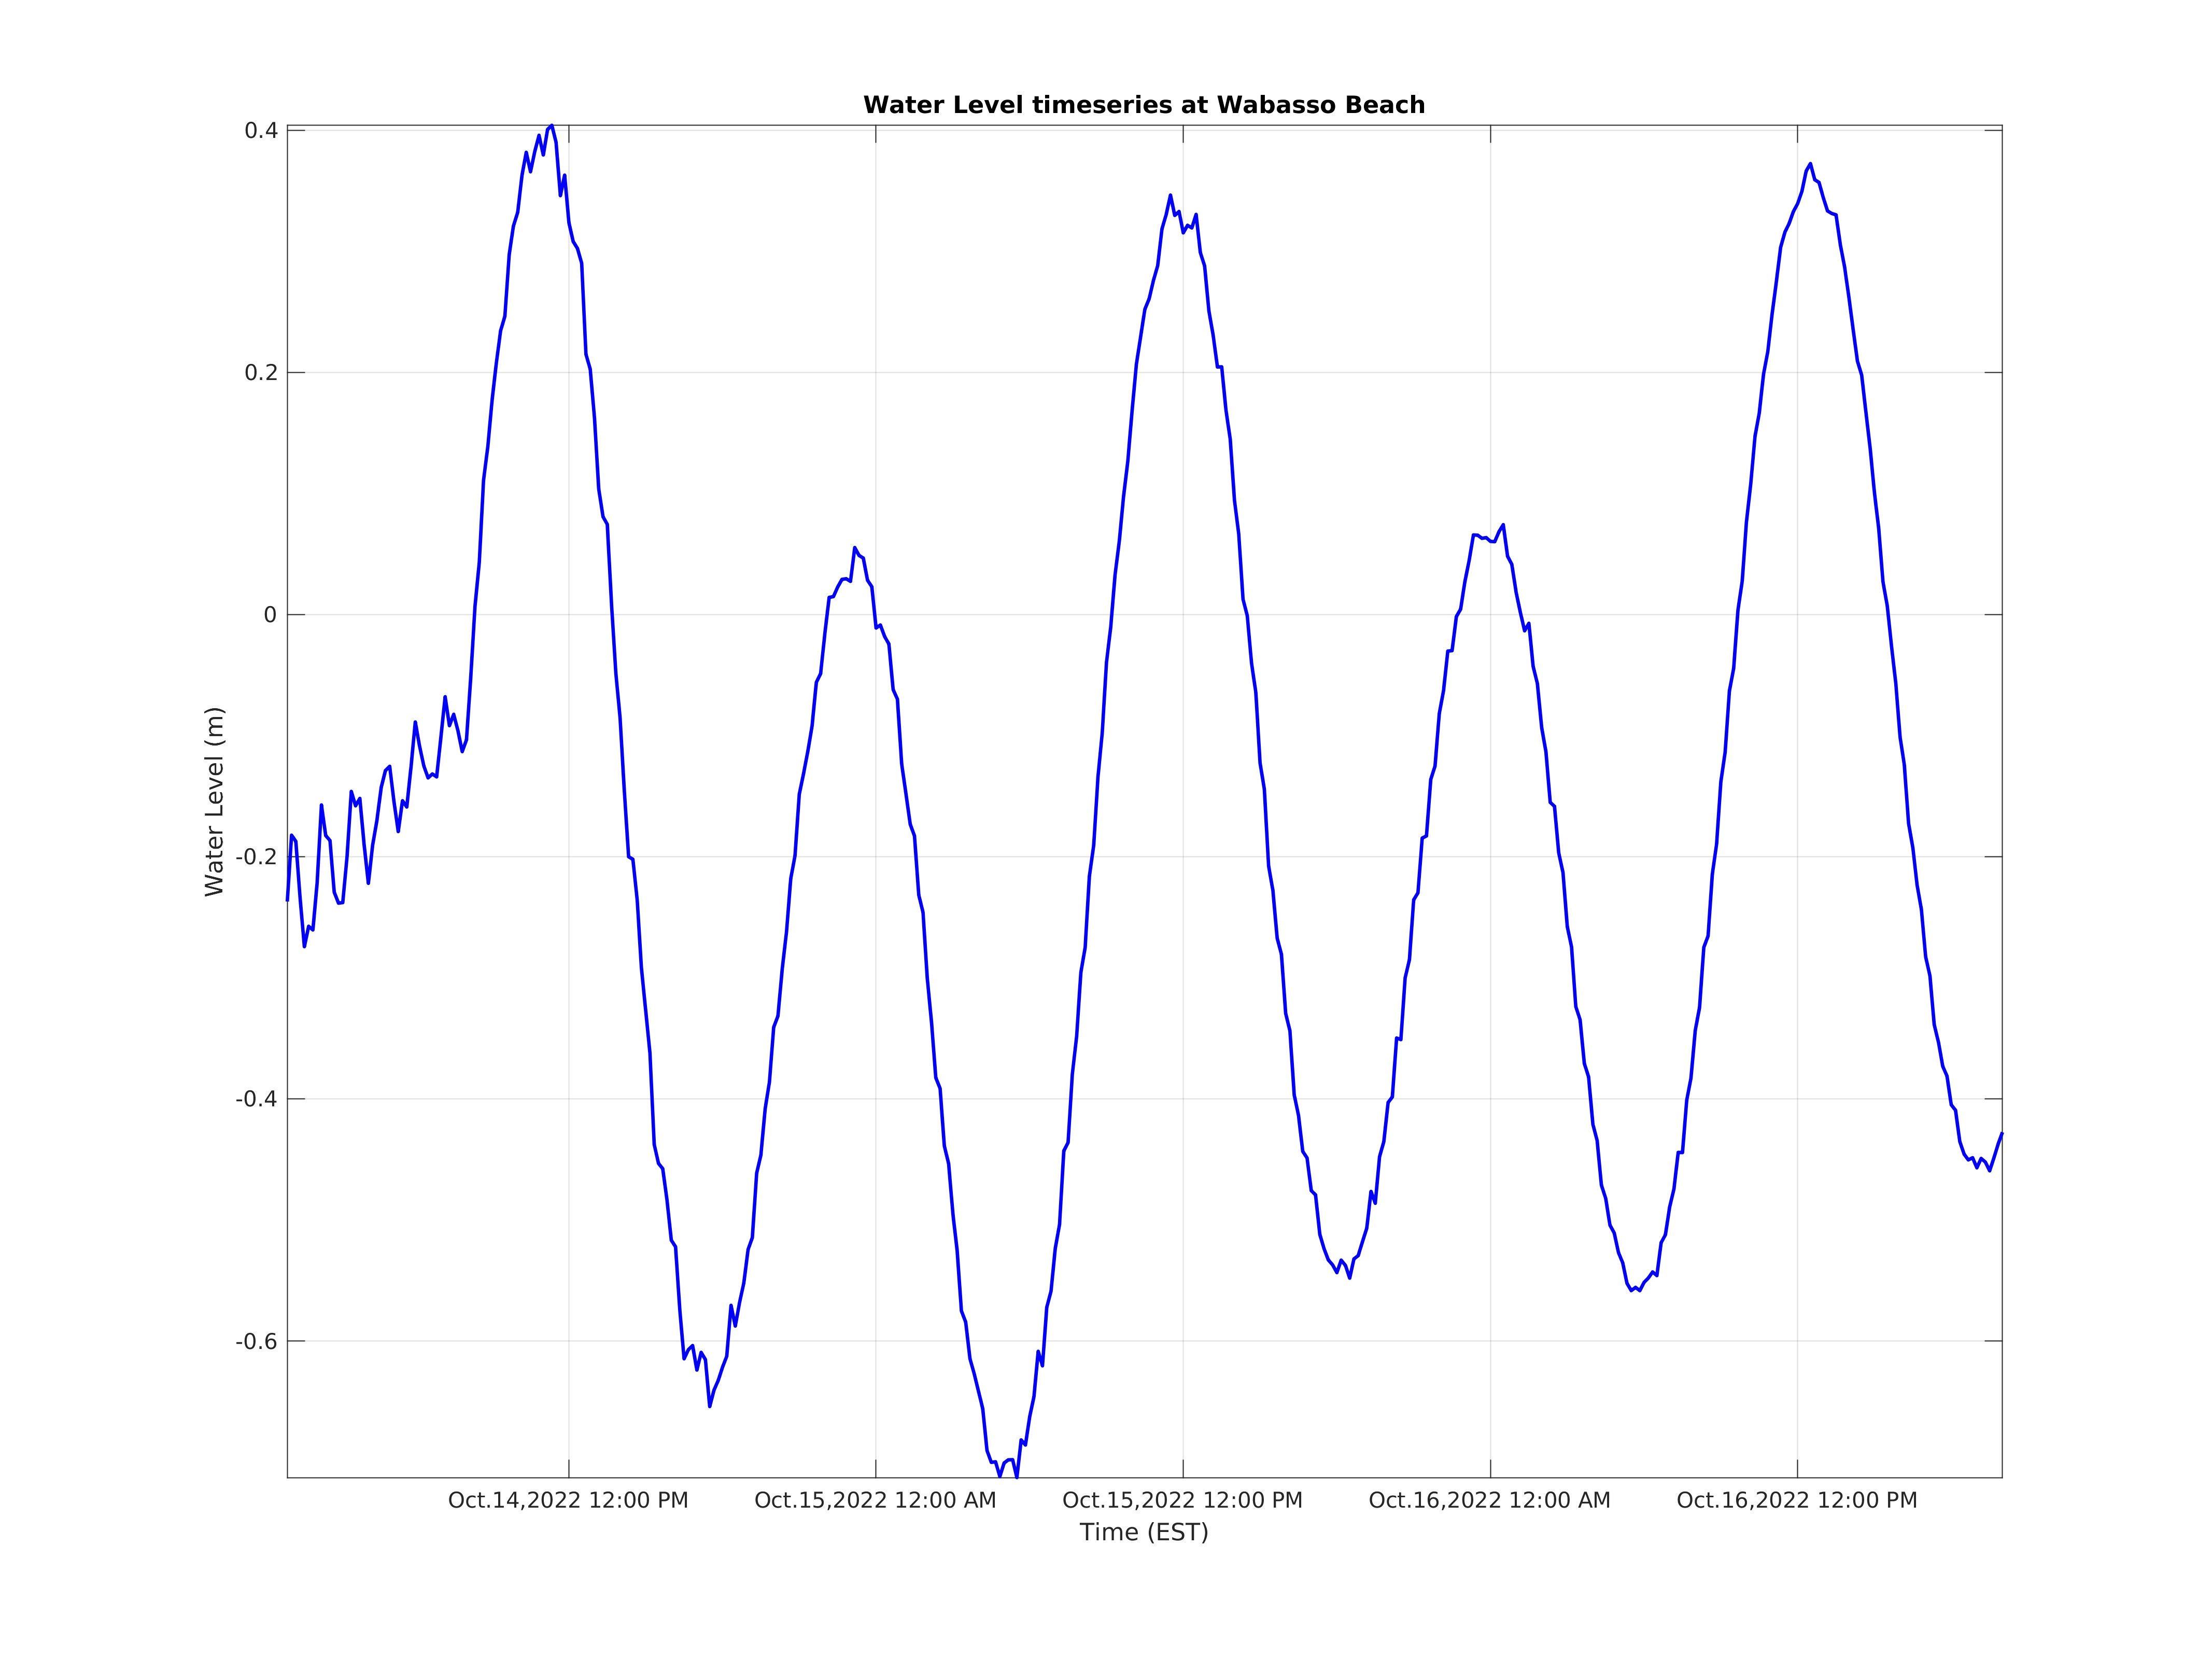 Water Level timeseries at Wabasso Beach
0.4
0.2
0
-0.2
-0.4
-0.6
Water Level (m)
Oct.14,2022 12:00 PM
Oct.15,2022 12:00 AM
Oct.15,2022 12:00 PM
Oct.16,2022 12:00 AM
Oct.16,2022 12:00 PM
Time (EST)